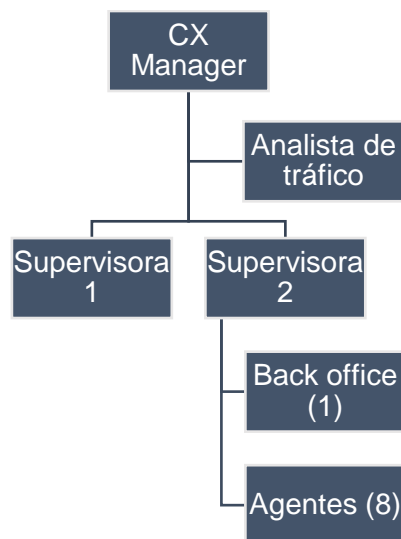 CX
Manager
Analista de
tráfico
Supervisora
1
Supervisora
2
Back office
(1)
Agentes (8)